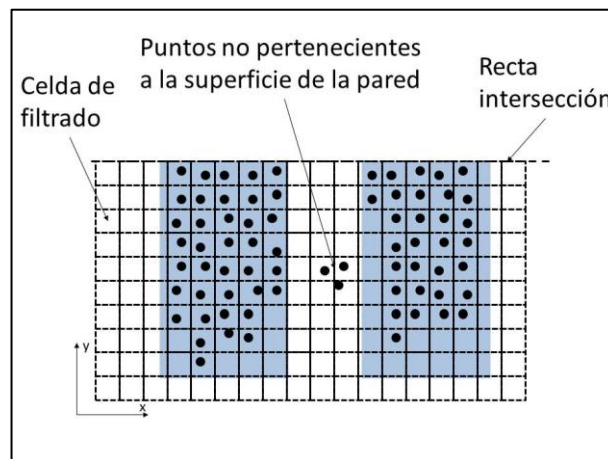 Puntos no pertenecientes
a la superficie de la pared
Celda de
filtrado
Recta
intersección
y
x